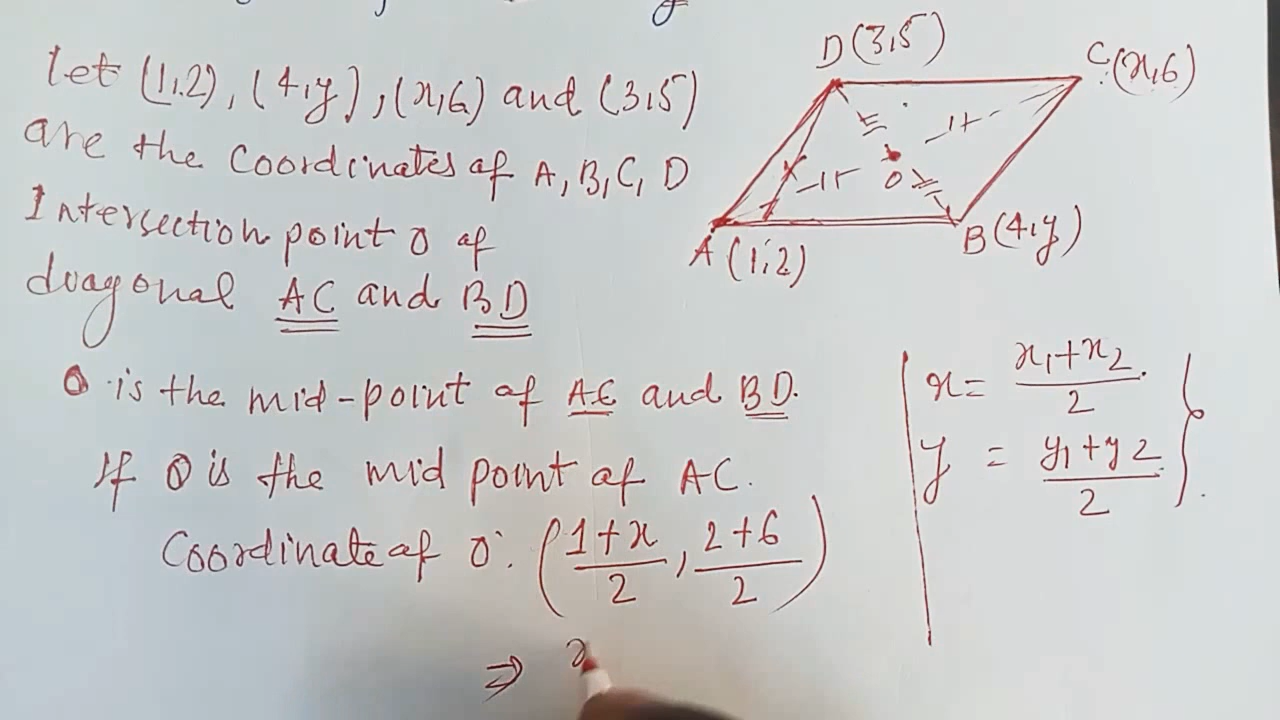 let (1,2), (4,y), (x,6) and (3,5)
are the Coordinates of A, B, C, D
Intersection point O of
diagonal AC and BD
O is the mid-point of AC and BD.
If O is the mid point of AC.
Coordinate of O: (1+x/2, 2+6/2)
⇒ x
D(3,5)
C(x,6)
O
A(1,2)
B(4,y)
x = x1+x2/2
y = y1+y2/2